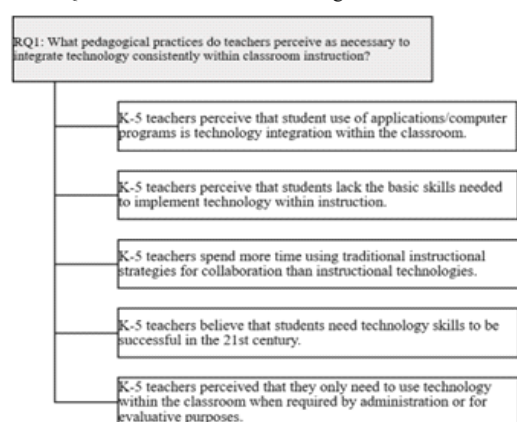 RQ1: What pedagogical practices do teachers perceive as necessary to
integrate technology consistently within classroom instruction?
K-5 teachers perceive that student use of applications/computer
programs is technology integration within the classroom.
K-5 teachers perceive that students lack the basic skills needed
to implement technology within instruction.
K-5 teachers spend more time using traditional instructional
strategies for collaboration than instructional technologies.
K-5 teachers believe that students need technology skills to be
successful in the 21st century.
K-5 teachers perceived that they only need to use technology
within the classroom when required by administration or for
evaluative purposes.